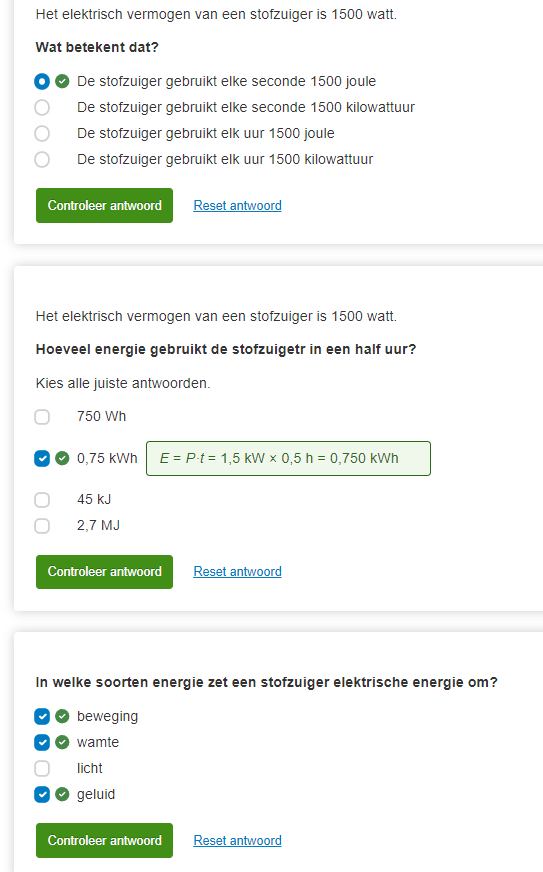 Het elektrisch vermogen van een stofzuiger is 1500 watt.
Wat betekent dat?
De stofzuiger gebruikt elke seconde 1500 joule
De stofzuiger gebruikt elke seconde 1500 kilowattuur
De stofzuiger gebruikt elk uur 1500 joule
De stofzuiger gebruikt elk uur 1500 kilowattuur
Controleer antwoord Reset antwoord
Het elektrisch vermogen van een stofzuiger is 1500 watt.
Hoeveel energie gebruikt de stofzuigetr in een half uur?
Kies alle juiste antwoorden.
750 Wh
0,75 kWh E = P·t = 1,5 kW × 0,5 h = 0,750 kWh
45 kJ
2,7 MJ
Controleer antwoord Reset antwoord
In welke soorten energie zet een stofzuiger elektrische energie om?
beweging
wamte
licht
geluid
Controleer antwoord Reset antwoord